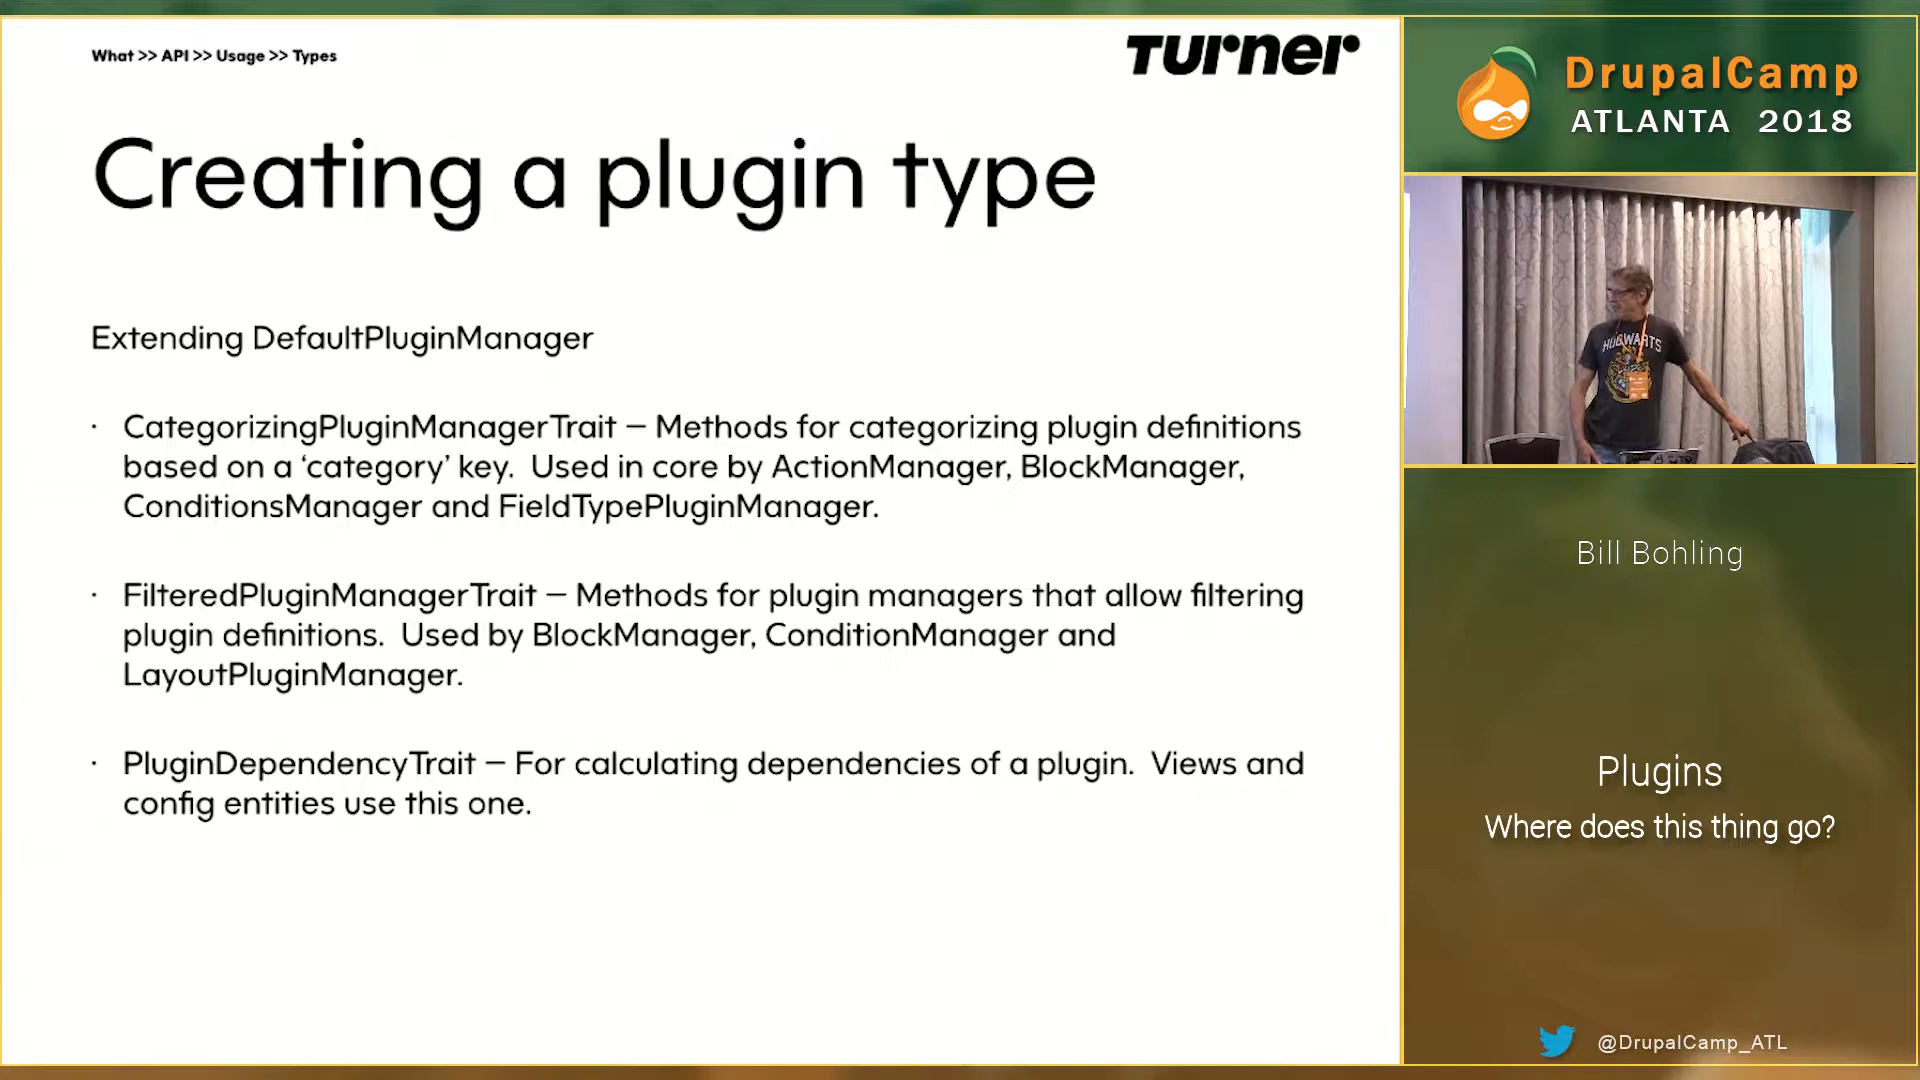 What >> API >> Usage >> Types
Turner
Creating a plugin type
Extending DefaultPluginManager
· CategorizingPluginManagerTrait – Methods for categorizing plugin definitions
based on a ‘category’ key.  Used in core by ActionManager, BlockManager,
ConditionsManager and FieldTypePluginManager.
· FilteredPluginManagerTrait – Methods for plugin managers that allow filtering
plugin definitions.  Used by BlockManager, ConditionManager and
LayoutPluginManager.
· PluginDependencyTrait – For calculating dependencies of a plugin.  Views and
config entities use this one.
DrupalCamp
ATLANTA 2018
HOGWARTS
Bill Bohling
Plugins
Where does this thing go?
@DrupalCamp_ATL